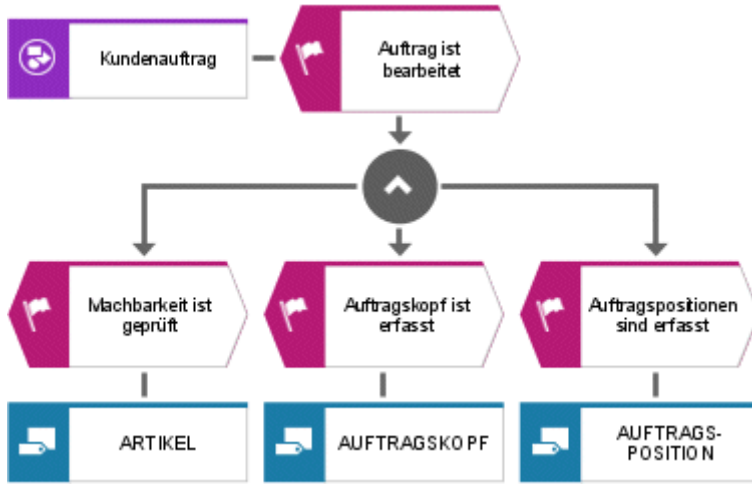 Kundenauftrag
Auftrag ist
bearbeitet
Machbarkeit ist
geprüft
Auftragskopf ist
erfasst
Auftragspositionen
sind erfasst
ARTIKEL
AUFTRAGSKOPF
AUFTRAGS-
POSITION